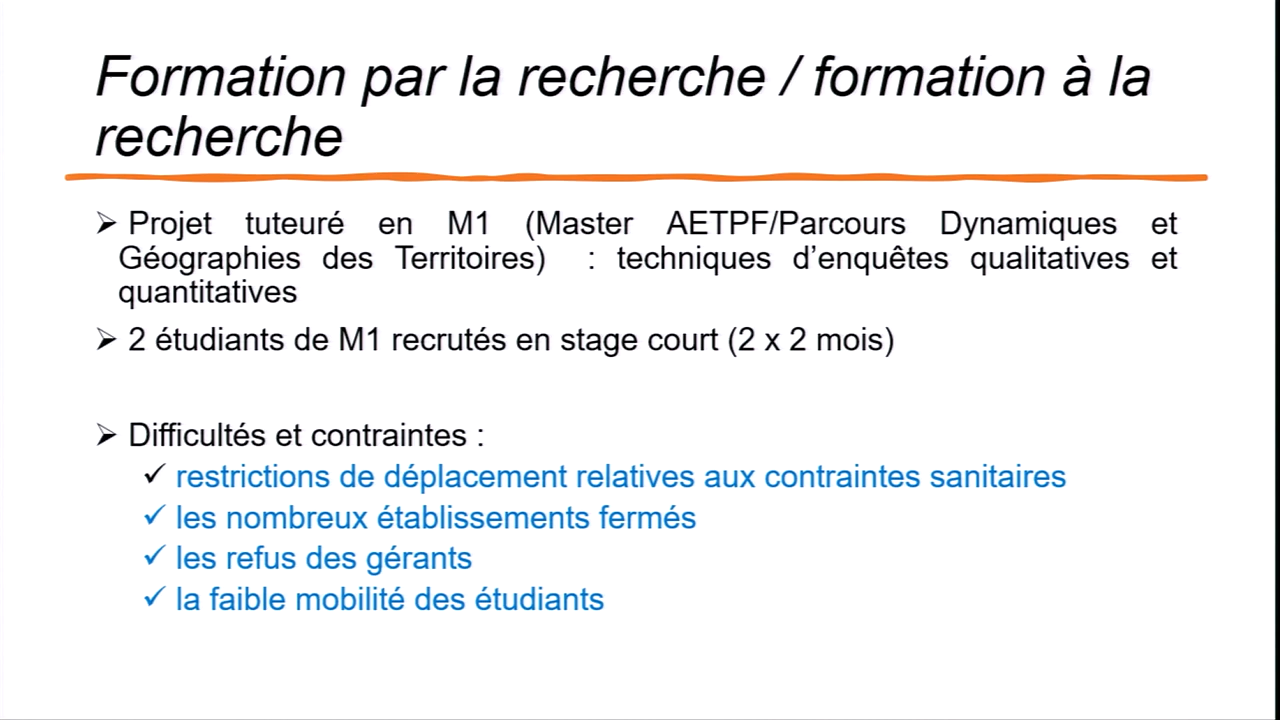 Formation par la recherche / formation à la
recherche
➢ Projet tuteuré en M1 (Master AETPF/Parcours Dynamiques et
Géographies des Territoires) : techniques d’enquêtes qualitatives et
quantitatives
➢ 2 étudiants de M1 recrutés en stage court (2 x 2 mois)
➢ Difficultés et contraintes :
✓ restrictions de déplacement relatives aux contraintes sanitaires
✓ les nombreux établissements fermés
✓ les refus des gérants
✓ la faible mobilité des étudiants